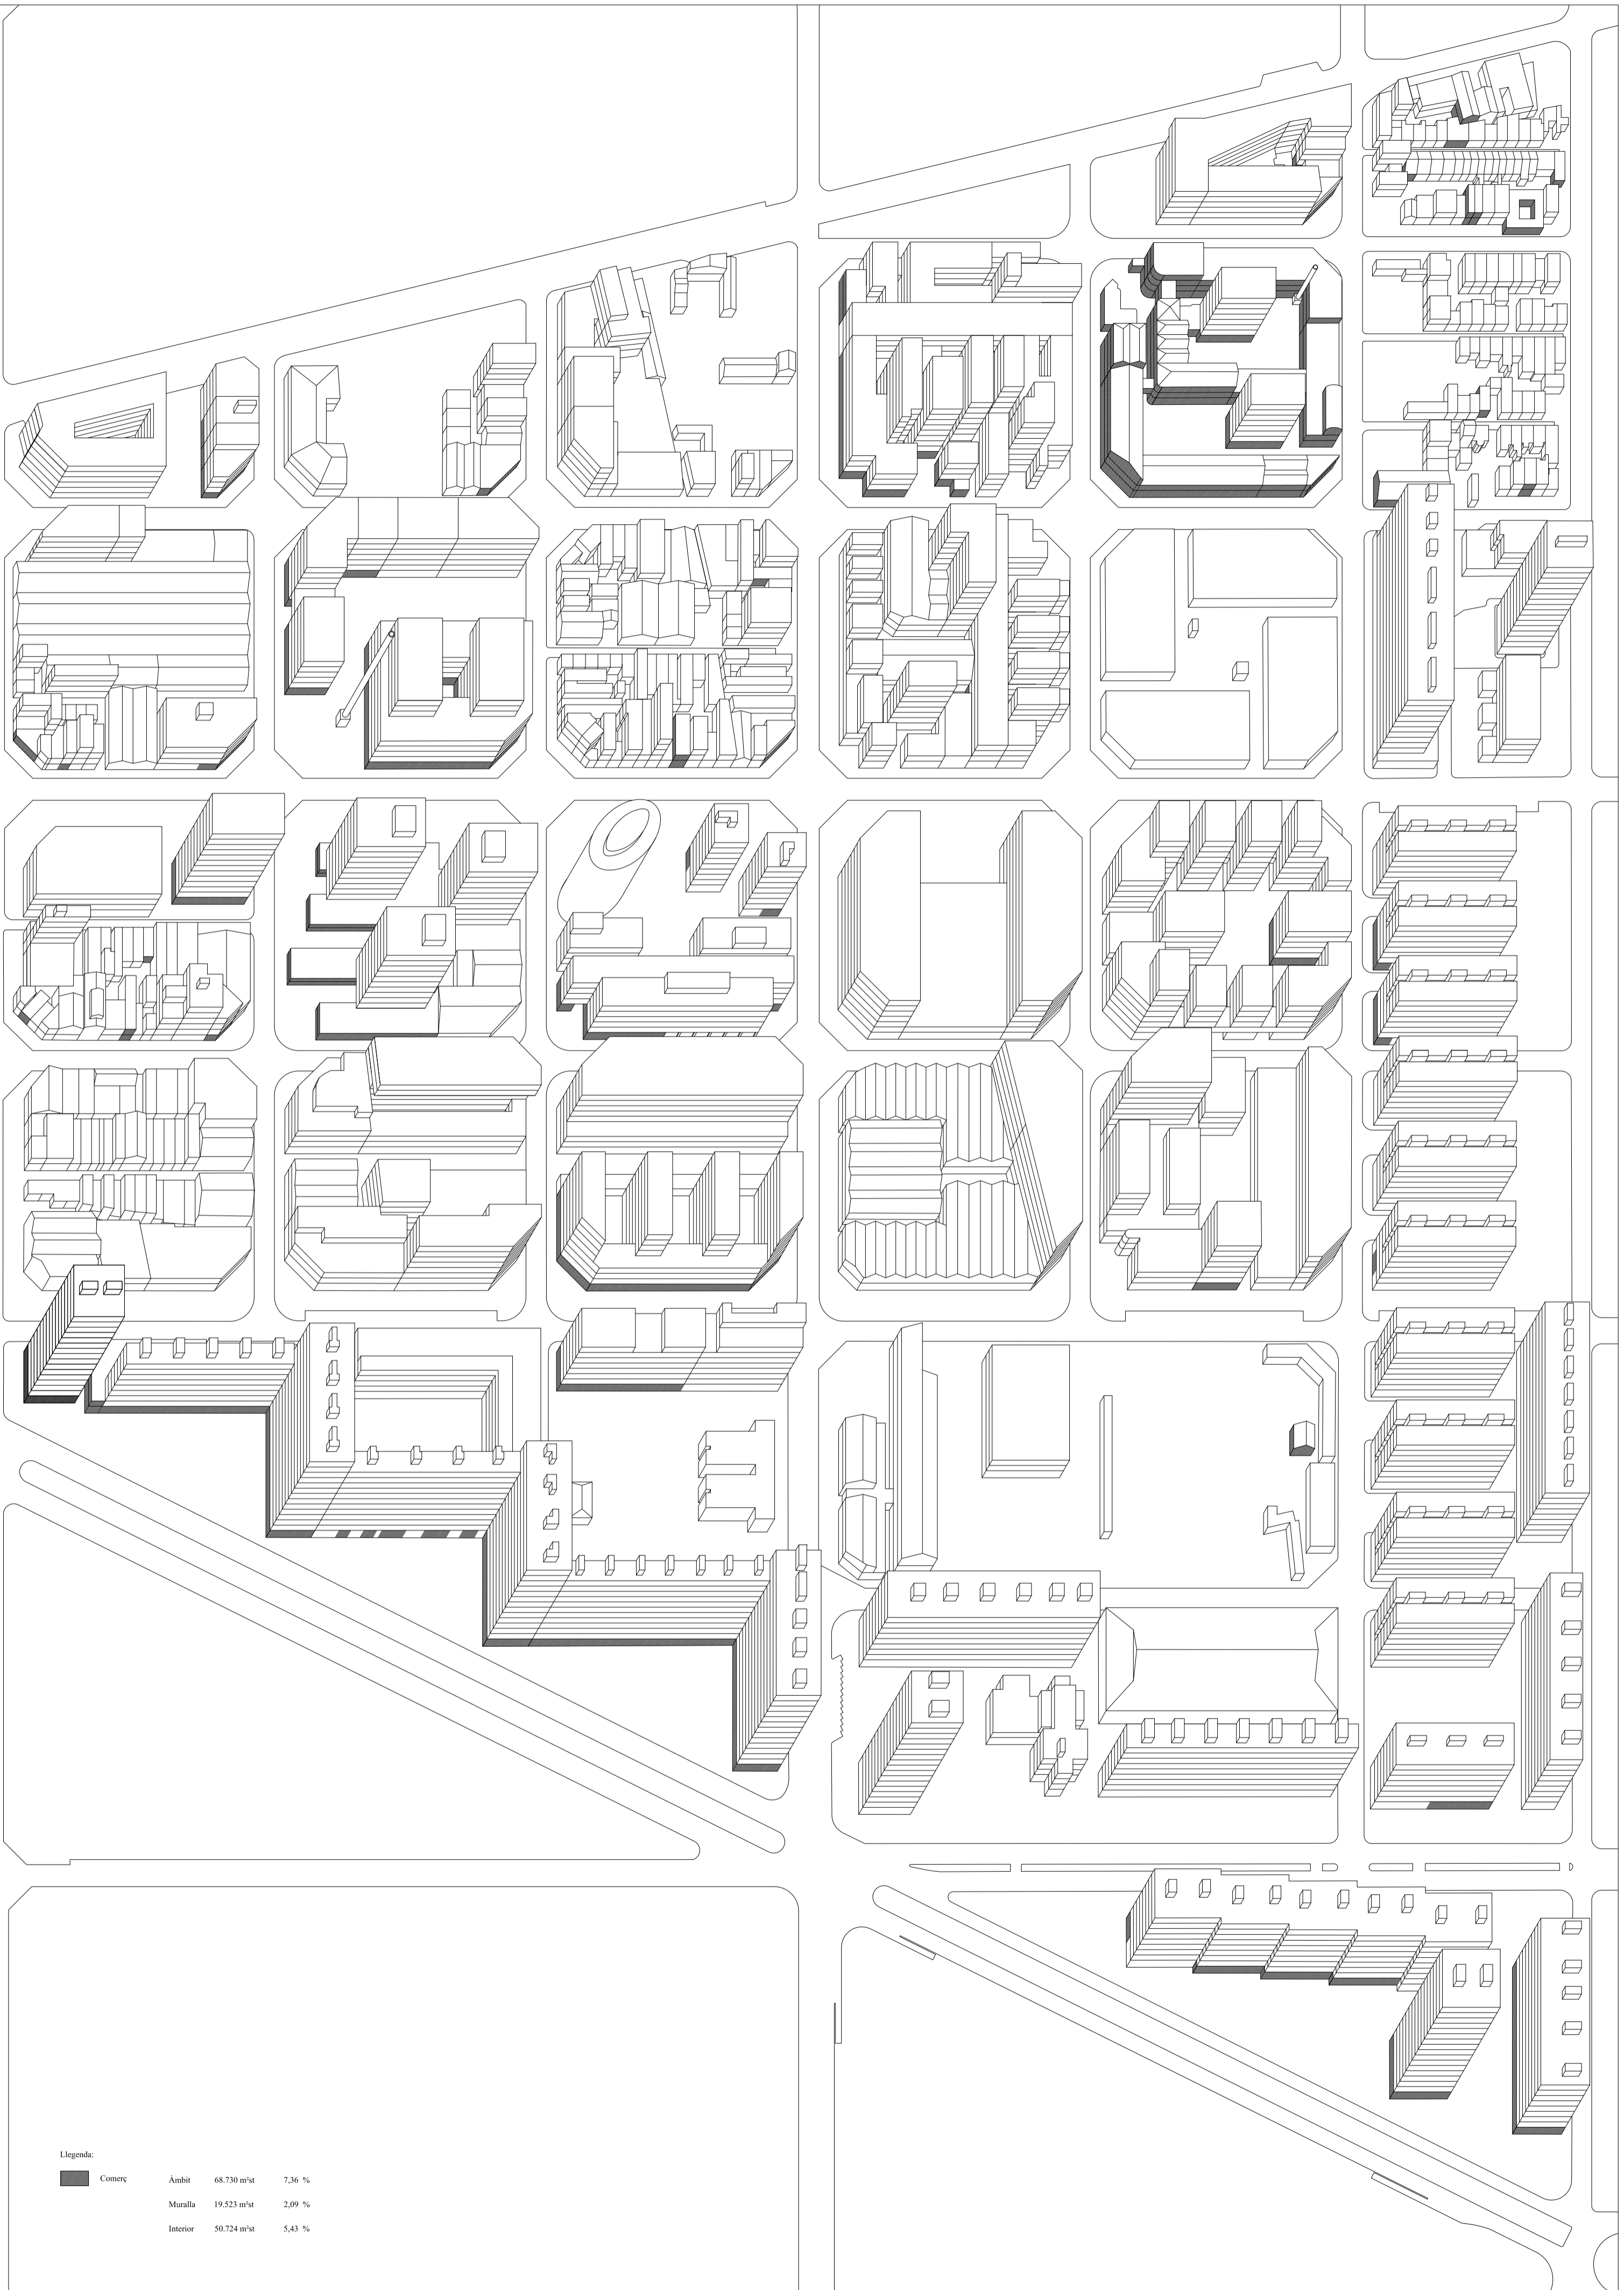 Llegenda:
Comerç Àmbit 68.730 m²st 7,36 %
Muralla 19.523 m²st 2,09 %
Interior 50.724 m²st 5,43 %